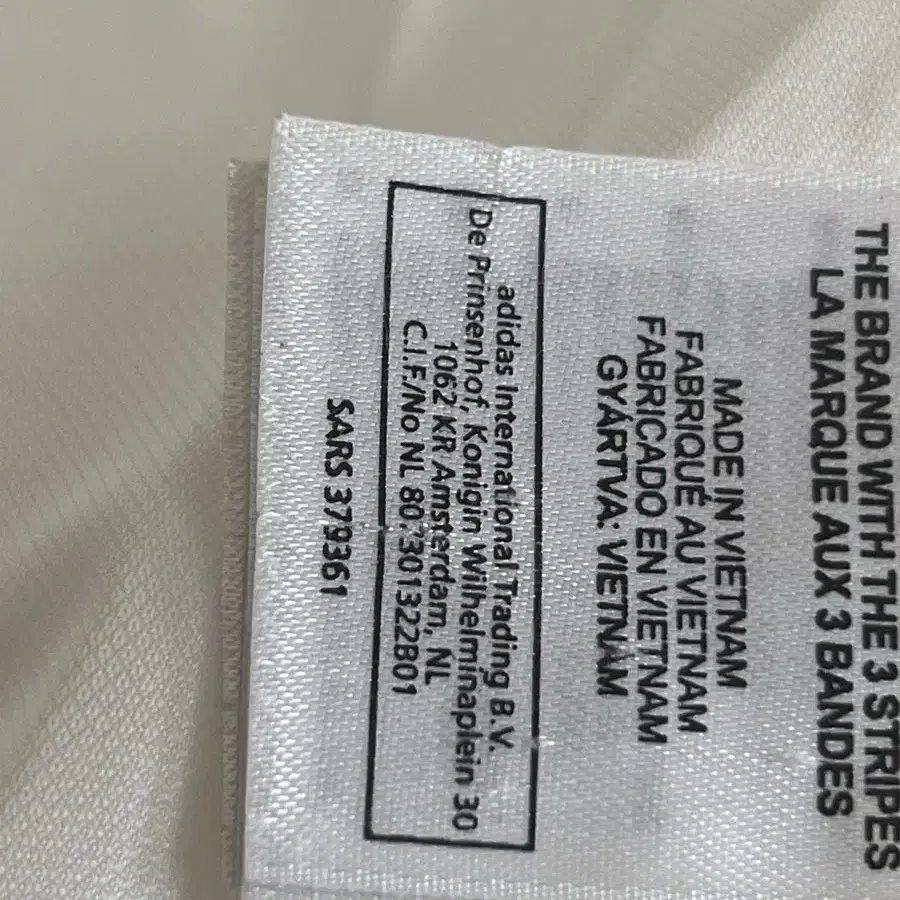 THE BRAND WITH THE 3 STRIPES
LA MARQUE AUX 3 BANDES
MADE IN VIETNAM
FABRIQUÉ AU VIETNAM
FABRICADO EN VIETNAM
GYÁRTVA: VIETNAM
adidas International Trading B.V.
De Prinsenhof, Konigin Wilhelminaplein 30
1062 KR Amsterdam, NL
C.I.F./No NL 807301322B01
SARS 379361